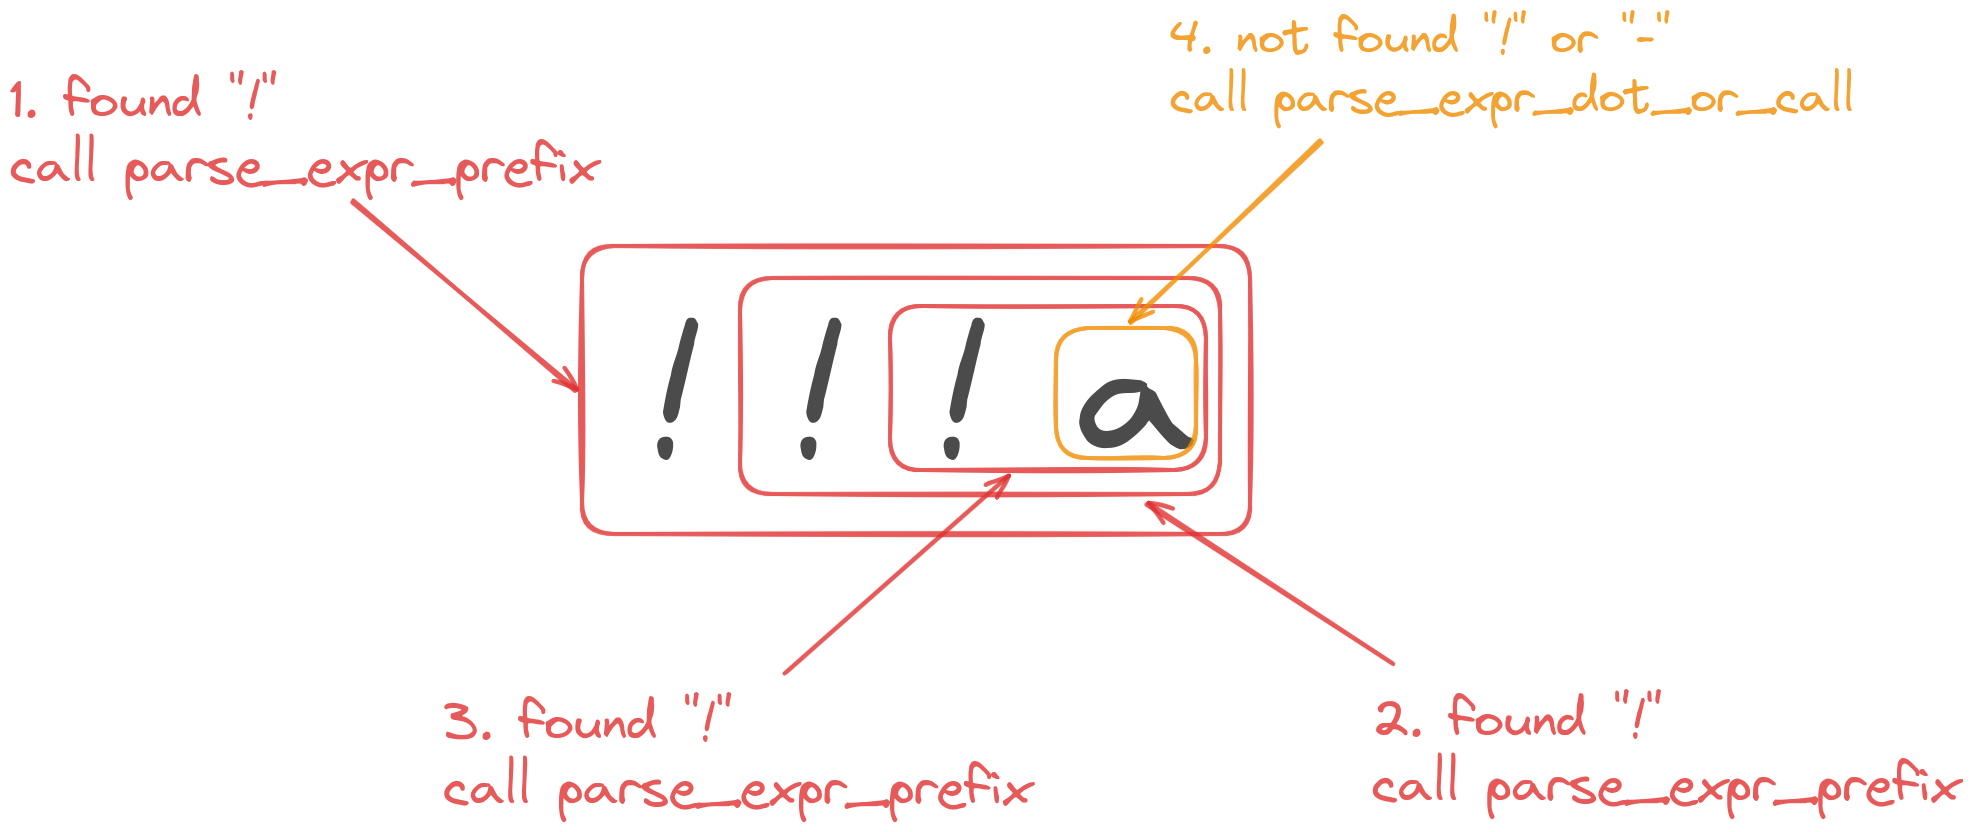 1. found "!"
call parse_expr_prefix
4. not found "!" or "-"
call parse_expr_dot_or_call
! ! ! a
3. found "!"
call parse_expr_prefix
2. found "!"
call parse_expr_prefix